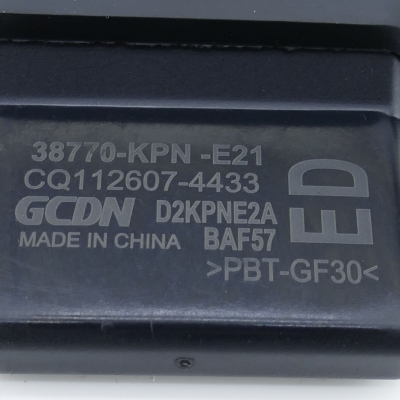 38770-KPN -E21
CQ112607-4433
GCDN D2KPNE2A
MADE IN CHINA BAF57
>PBT-GF30<
ED